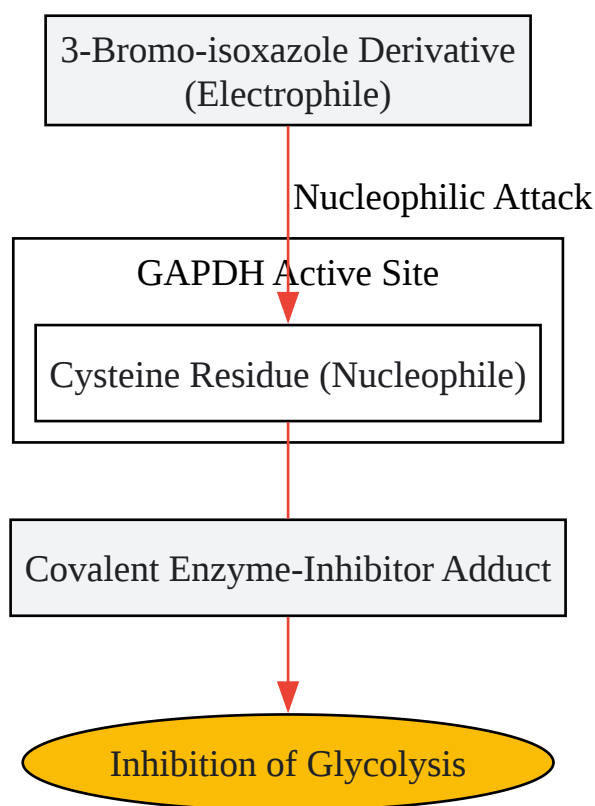 3-Bromo-isoxazole Derivative
(Electrophile)
Nucleophilic Attack
GAPDH Active Site
Cysteine Residue (Nucleophile)
Covalent Enzyme-Inhibitor Adduct
Inhibition of Glycolysis